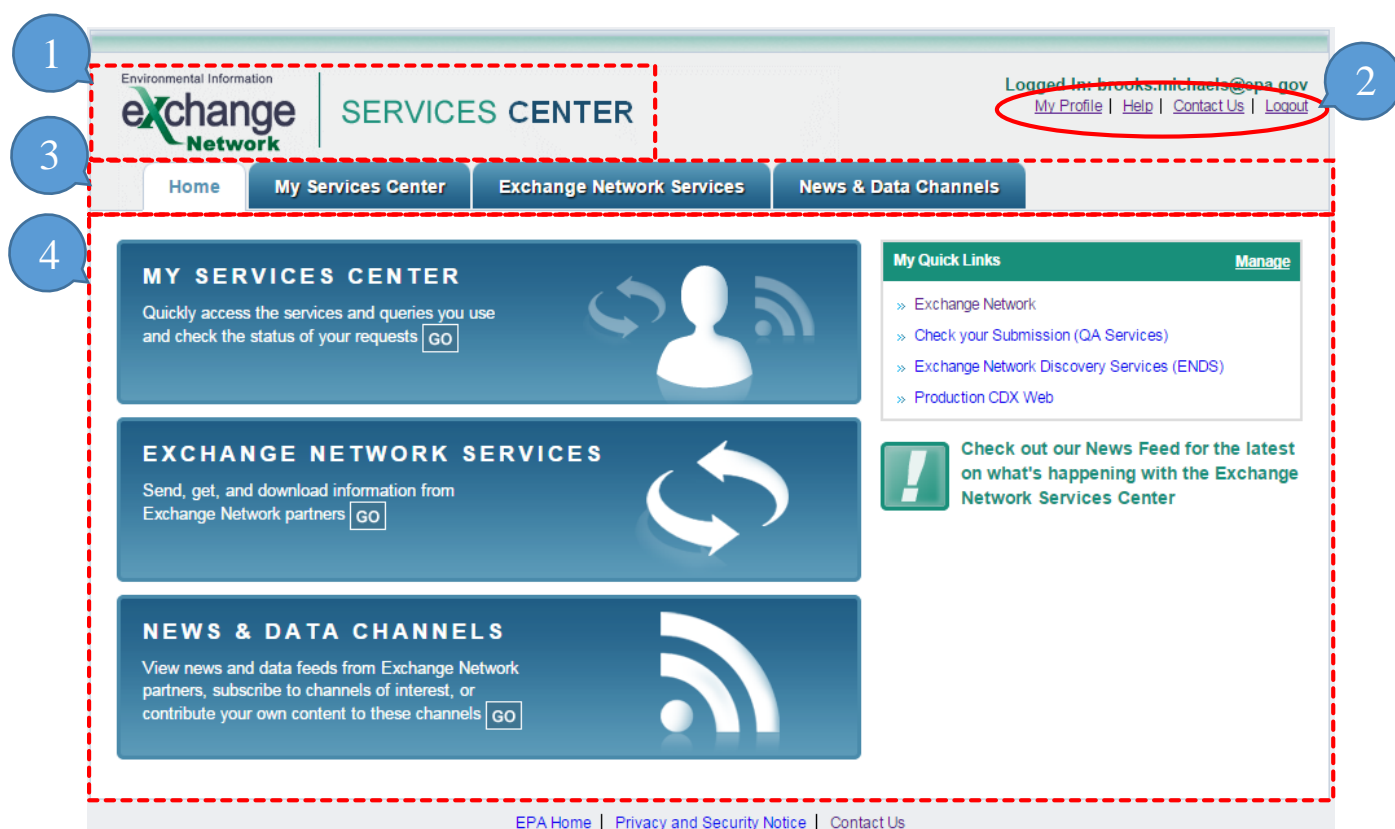 1
Environmental Information
eXchange
Network
SERVICES CENTER
Logged In: brooks.michaels@epa.gov
My Profile | Help | Contact Us | Logout
2
3
Home
My Services Center
Exchange Network Services
News & Data Channels
4
MY SERVICES CENTER
Quickly access the services and queries you use
and check the status of your requests GO
EXCHANGE NETWORK SERVICES
Send, get, and download information from
Exchange Network partners GO
NEWS & DATA CHANNELS
View news and data feeds from Exchange Network
partners, subscribe to channels of interest, or
contribute your own content to these channels GO
My Quick Links Manage
» Exchange Network
» Check your Submission (QA Services)
» Exchange Network Discovery Services (ENDS)
» Production CDX Web
!
Check out our News Feed for the latest
on what's happening with the Exchange
Network Services Center
EPA Home | Privacy and Security Notice | Contact Us